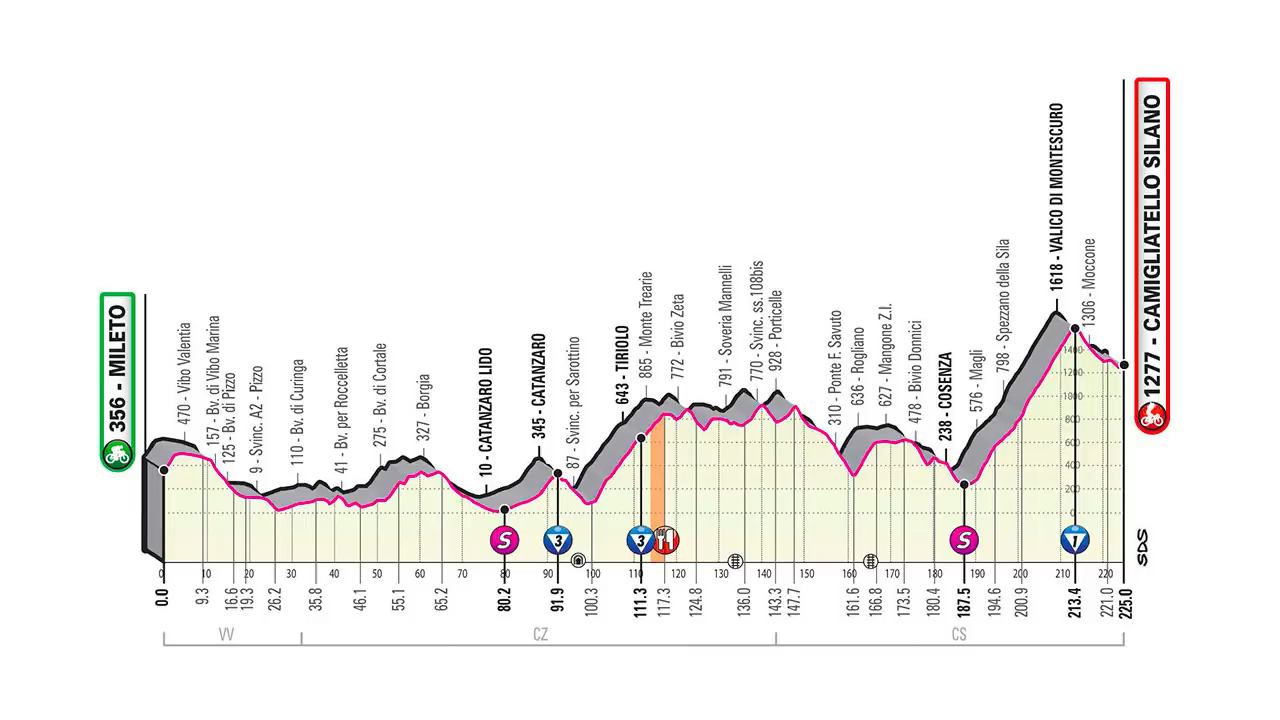 356 - MILETO
470 - Vibo Valentia
157 - Bv. di Vibo Marina
125 - Bv. di Pizzo
9 - Svinc. A2 - Pizzo
110 - Bv. di Curinga
41 - Bv. per Roccelletta
275 - Bv. di Cortale
327 - Borgia
10 - CATANZARO LIDO
345 - CATANZARO
87 - Svinc. per Sarottino
643 - TIRIOLO
865 - Monte Trearie
772 - Bivio Zeta
791 - Soveria Mannelli
770 - Svinc. ss.108bis
928 - Porticelle
310 - Ponte F. Savuto
636 - Rogliano
627 - Mangone Z.I.
478 - Bivio Donnici
238 - COSENZA
576 - Magli
798 - Spezzano della Sila
1618 - VALICO DI MONTESCURO
1306 - Moccone
1277 - CAMIGLIATELLO SILANO
1400
1200
1000
800
600
400
200
0
S
3
3
S
1
SDS
0 10 20 30 40 50 60 70 80 90 100 110 120 130 140 150 160 170 180 190 200 210 220
0.0
9.3
16.6
19.3
26.2
35.8
46.1
55.1
65.2
80.2
91.9
100.3
111.3
117.3
124.8
136.0
143.3
147.7
161.6
166.8
173.5
180.4
187.5
194.6
200.9
213.4
221.0
225.0
VV CZ CS